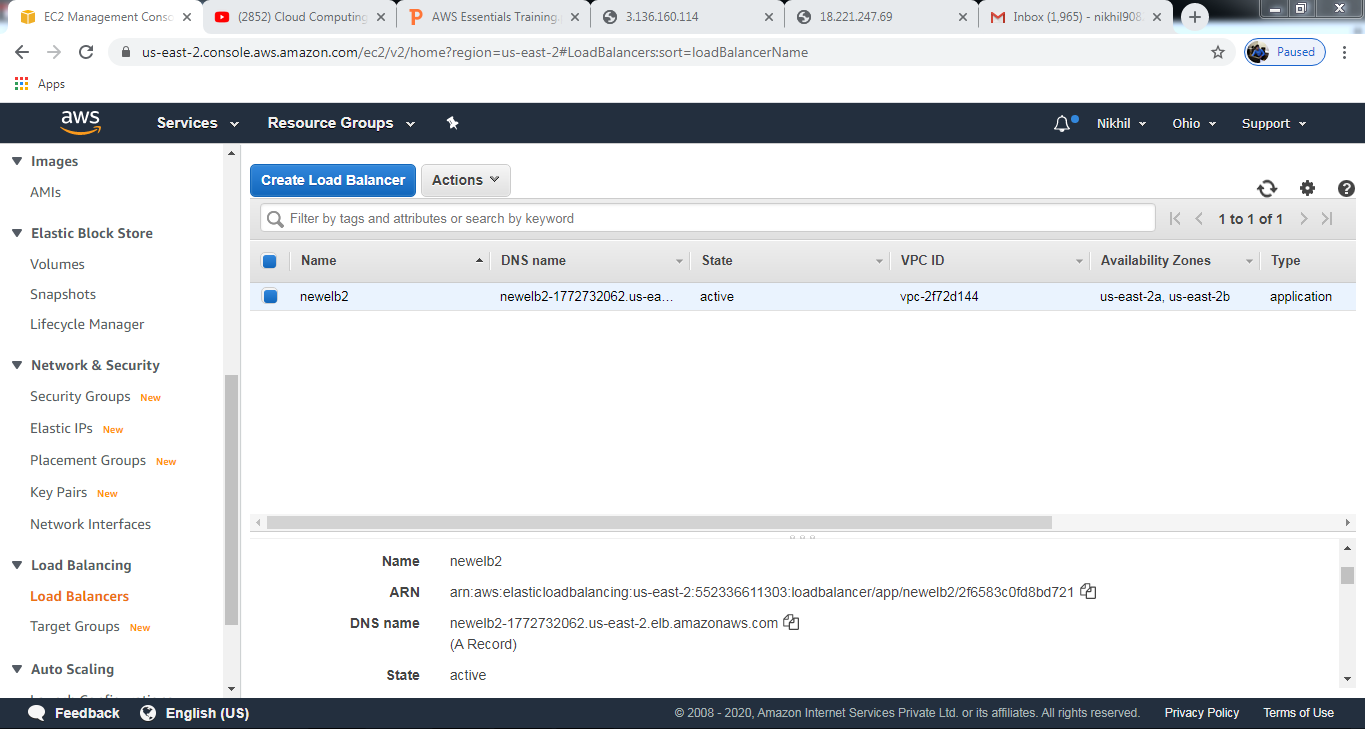 EC2 Management Conso
(2852) Cloud Computing
AWS Essentials Training.
3.136.160.114
18.221.247.69
Inbox (1,965) - nikhil908
us-east-2.console.aws.amazon.com/ec2/v2/home?region=us-east-2#LoadBalancers:sort=loadBalancerName
Paused
Apps
aws
Services
Resource Groups
Nikhil
Ohio
Support
Images
AMIs
Elastic Block Store
Volumes
Snapshots
Lifecycle Manager
Network & Security
Security Groups New
Elastic IPs New
Placement Groups New
Key Pairs New
Network Interfaces
Load Balancing
Load Balancers
Target Groups New
Auto Scaling
Create Load Balancer
Actions
Filter by tags and attributes or search by keyword
1 to 1 of 1
Name DNS name State VPC ID Availability Zones Type
newelb2 newelb2-1772732062.us-ea... active vpc-2f72d144 us-east-2a, us-east-2b application
Name newelb2
ARN arn:aws:elasticloadbalancing:us-east-2:552336611303:loadbalancer/app/newelb2/2f6583c0fd8bd721
DNS name newelb2-1772732062.us-east-2.elb.amazonaws.com
(A Record)
State active
Feedback
English (US)
© 2008 - 2020, Amazon Internet Services Private Ltd. or its affiliates. All rights reserved.
Privacy Policy
Terms of Use